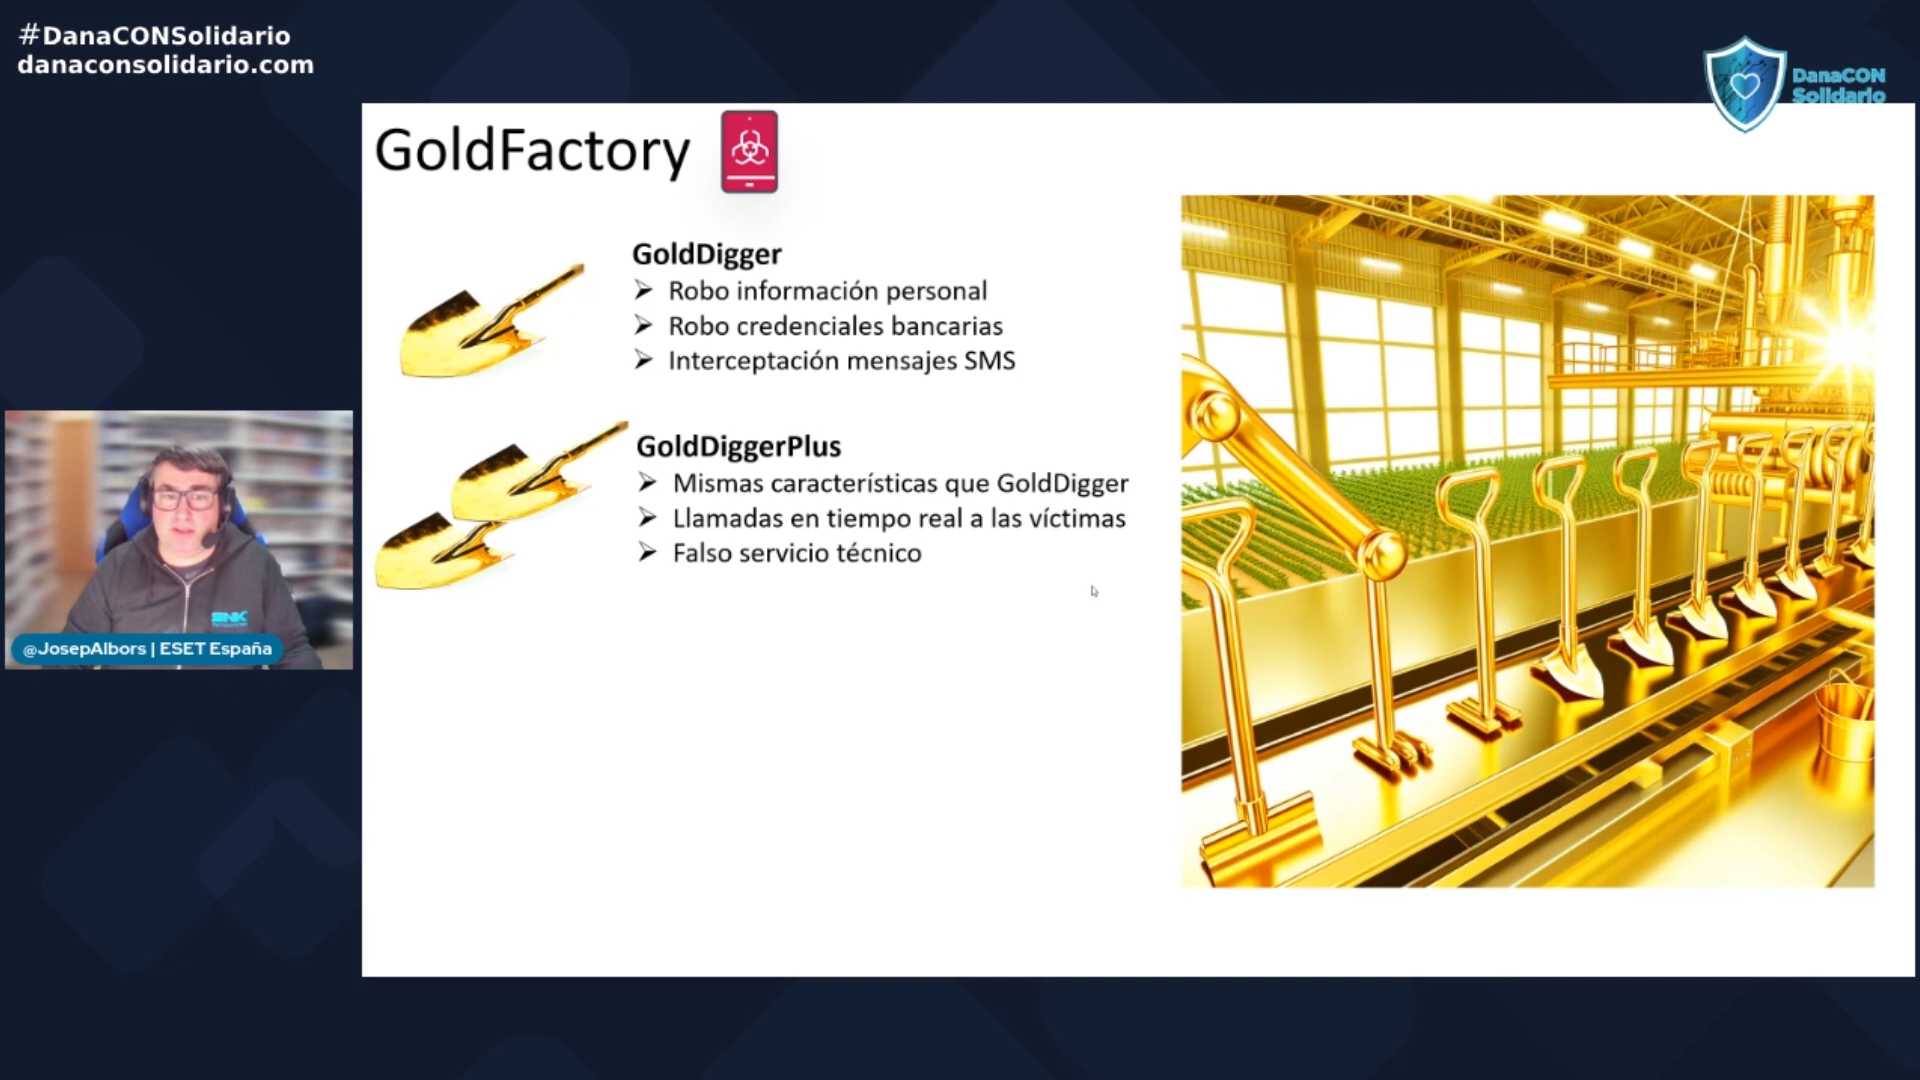 #DanaCONSolidario
danaconsolidario.com
DanaCON
Solidario
GoldFactory
GoldDigger
➢ Robo información personal
➢ Robo credenciales bancarias
➢ Interceptación mensajes SMS
GoldDiggerPlus
➢ Mismas características que GoldDigger
➢ Llamadas en tiempo real a las víctimas
➢ Falso servicio técnico
SNK
@JosepAlbors | ESET España